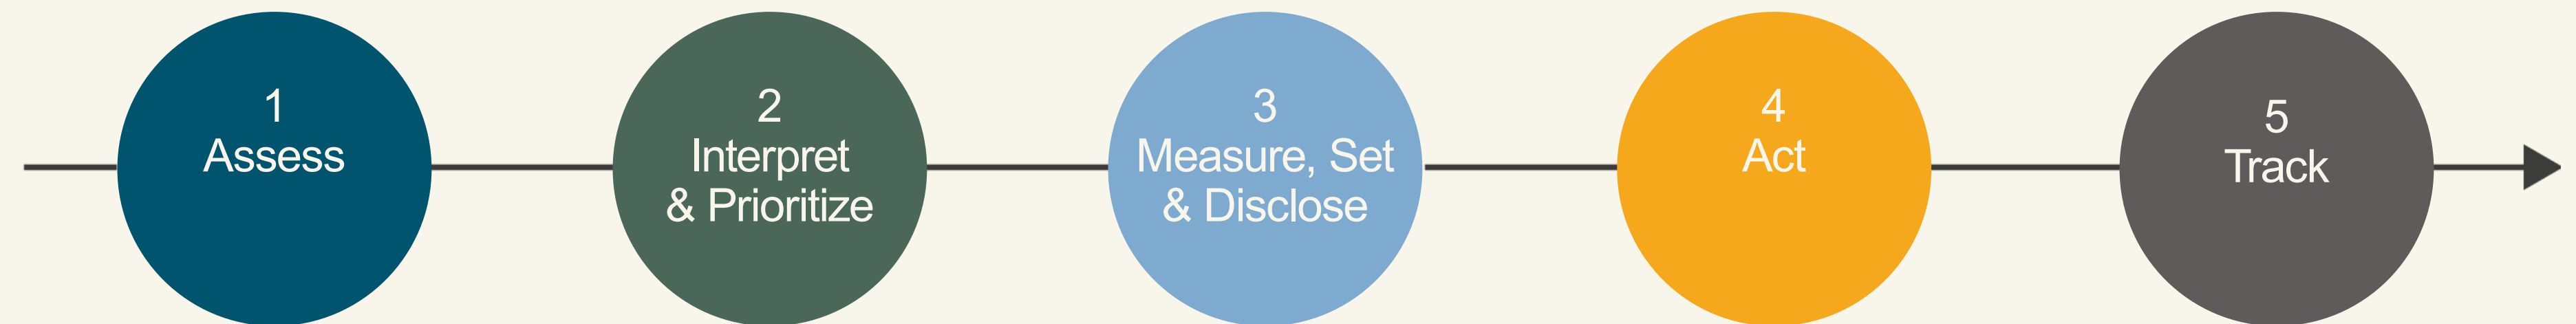 1
Assess
2
Interpret
& Prioritize
3
Measure, Set
& Disclose
4
Act
5
Track